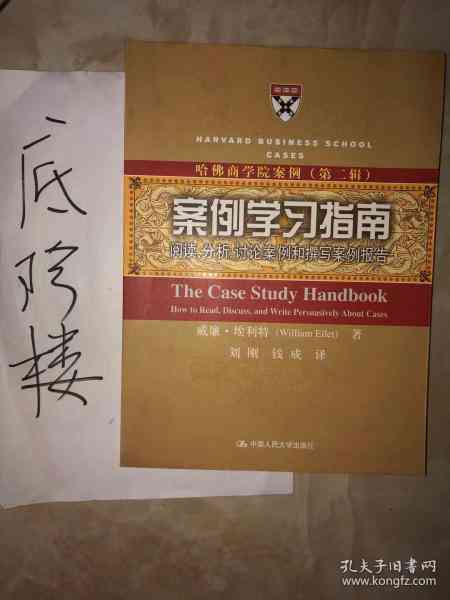 底
楼
HARVARD BUSINESS SCHOOL
CASES
哈佛商学院案例（第二辑）
案例学习指南
阅读、分析、讨论案例和撰写案例报告
The Case Study Handbook
How to Read, Discuss, and Write Persuasively About Cases
威廉·埃利特（William Ellet） 著
刘刚 钱成 译
中国人民大学出版社
孔夫子旧书网
www.kongfz.com